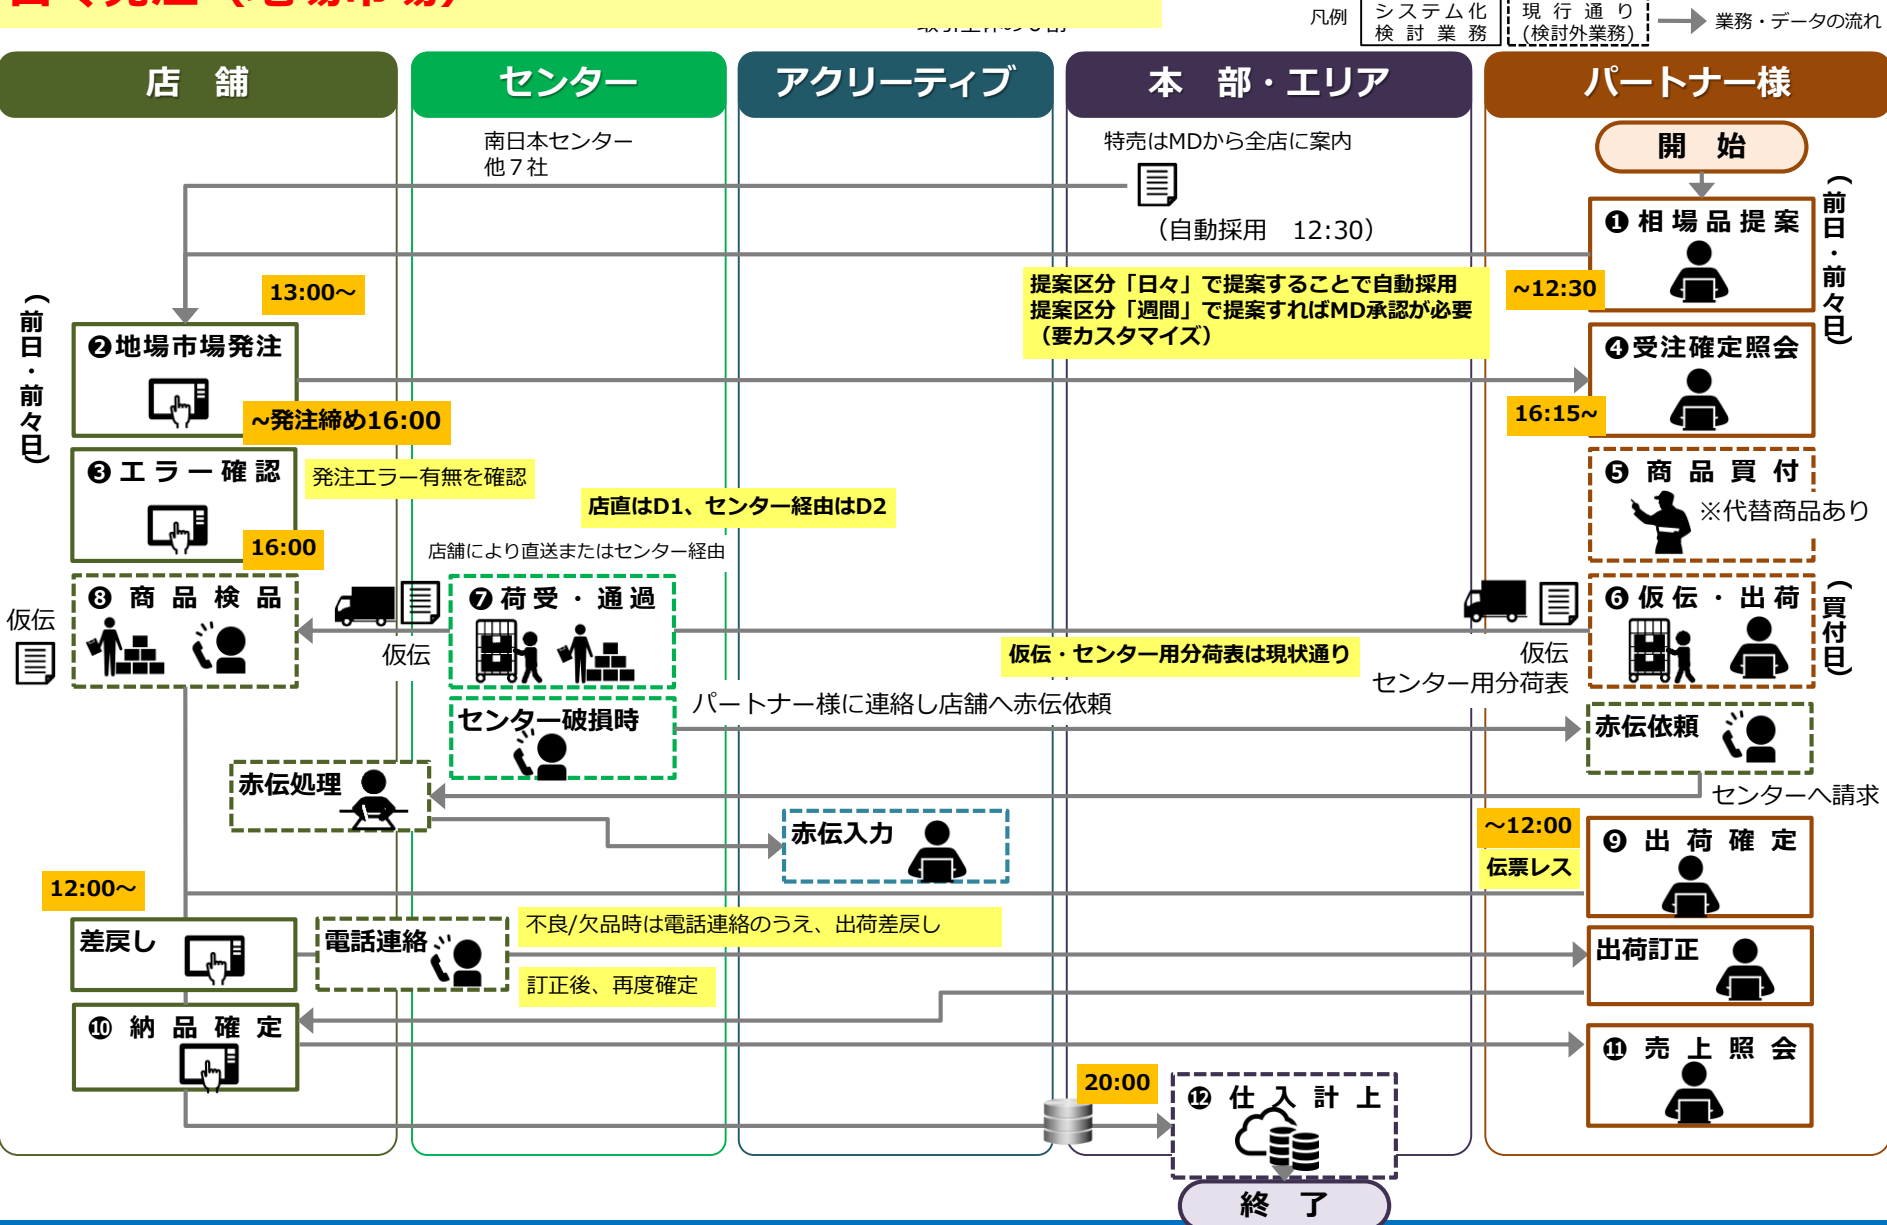 日々発注（地場市場）
凡例
システム化
検討業務
現行通り
(検討外業務)
業務・データの流れ
店　舗
センター
アクリーティブ
本　部・エリア
パートナー様
南日本センター
他７社
特売はMDから全店に案内
開　始
（自動採用　12:30）
❶相場品提案
（前日・前々日）
13:00～
提案区分「日々」で提案することで自動採用
提案区分「週間」で提案すればMD承認が必要
（要カスタマイズ）
~12:30
（前日・前々日）
❷地場市場発注
❹受注確定照会
~発注締め16:00
16:15~
❸エラー確認
発注エラー有無を確認
❺商品買付
※代替商品あり
店直はD1、センター経由はD2
16:00
店舗により直送またはセンター経由
❽商品検品
❼荷受・通過
❻仮伝・出荷
（買付日）
仮伝
仮伝
仮伝・センター用分荷表は現状通り
仮伝
センター用分荷表
センター破損時
パートナー様に連絡し店舗へ赤伝依頼
赤伝依頼
赤伝処理
センターへ請求
赤伝入力
～12:00
伝票レス
❾出荷確定
12:00～
差戻し
電話連絡
不良/欠品時は電話連絡のうえ、出荷差戻し
出荷訂正
訂正後、再度確定
❿納品確定
⓫売上照会
20:00
⓬仕入計上
終　了